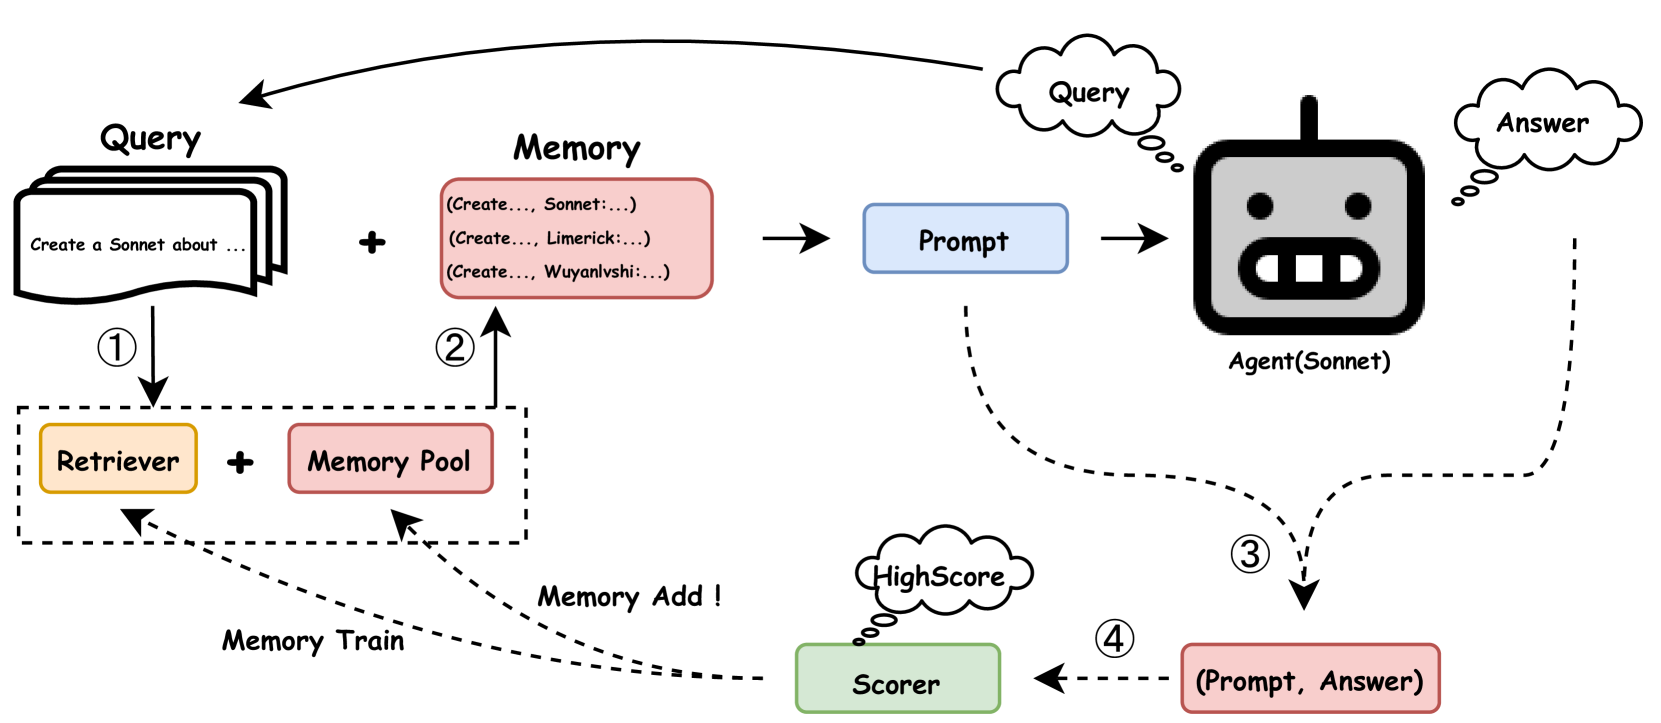 Query
Answer
Query
Memory
Create a Sonnet about ...
+
(Create..., Sonnet:...)
(Create..., Limerick:...)
(Create..., Wuyanlvshi:...)
Prompt
Agent(Sonnet)
①
②
Retriever
+
Memory Pool
③
HighScore
Memory Add !
Memory Train
④
Scorer
(Prompt, Answer)